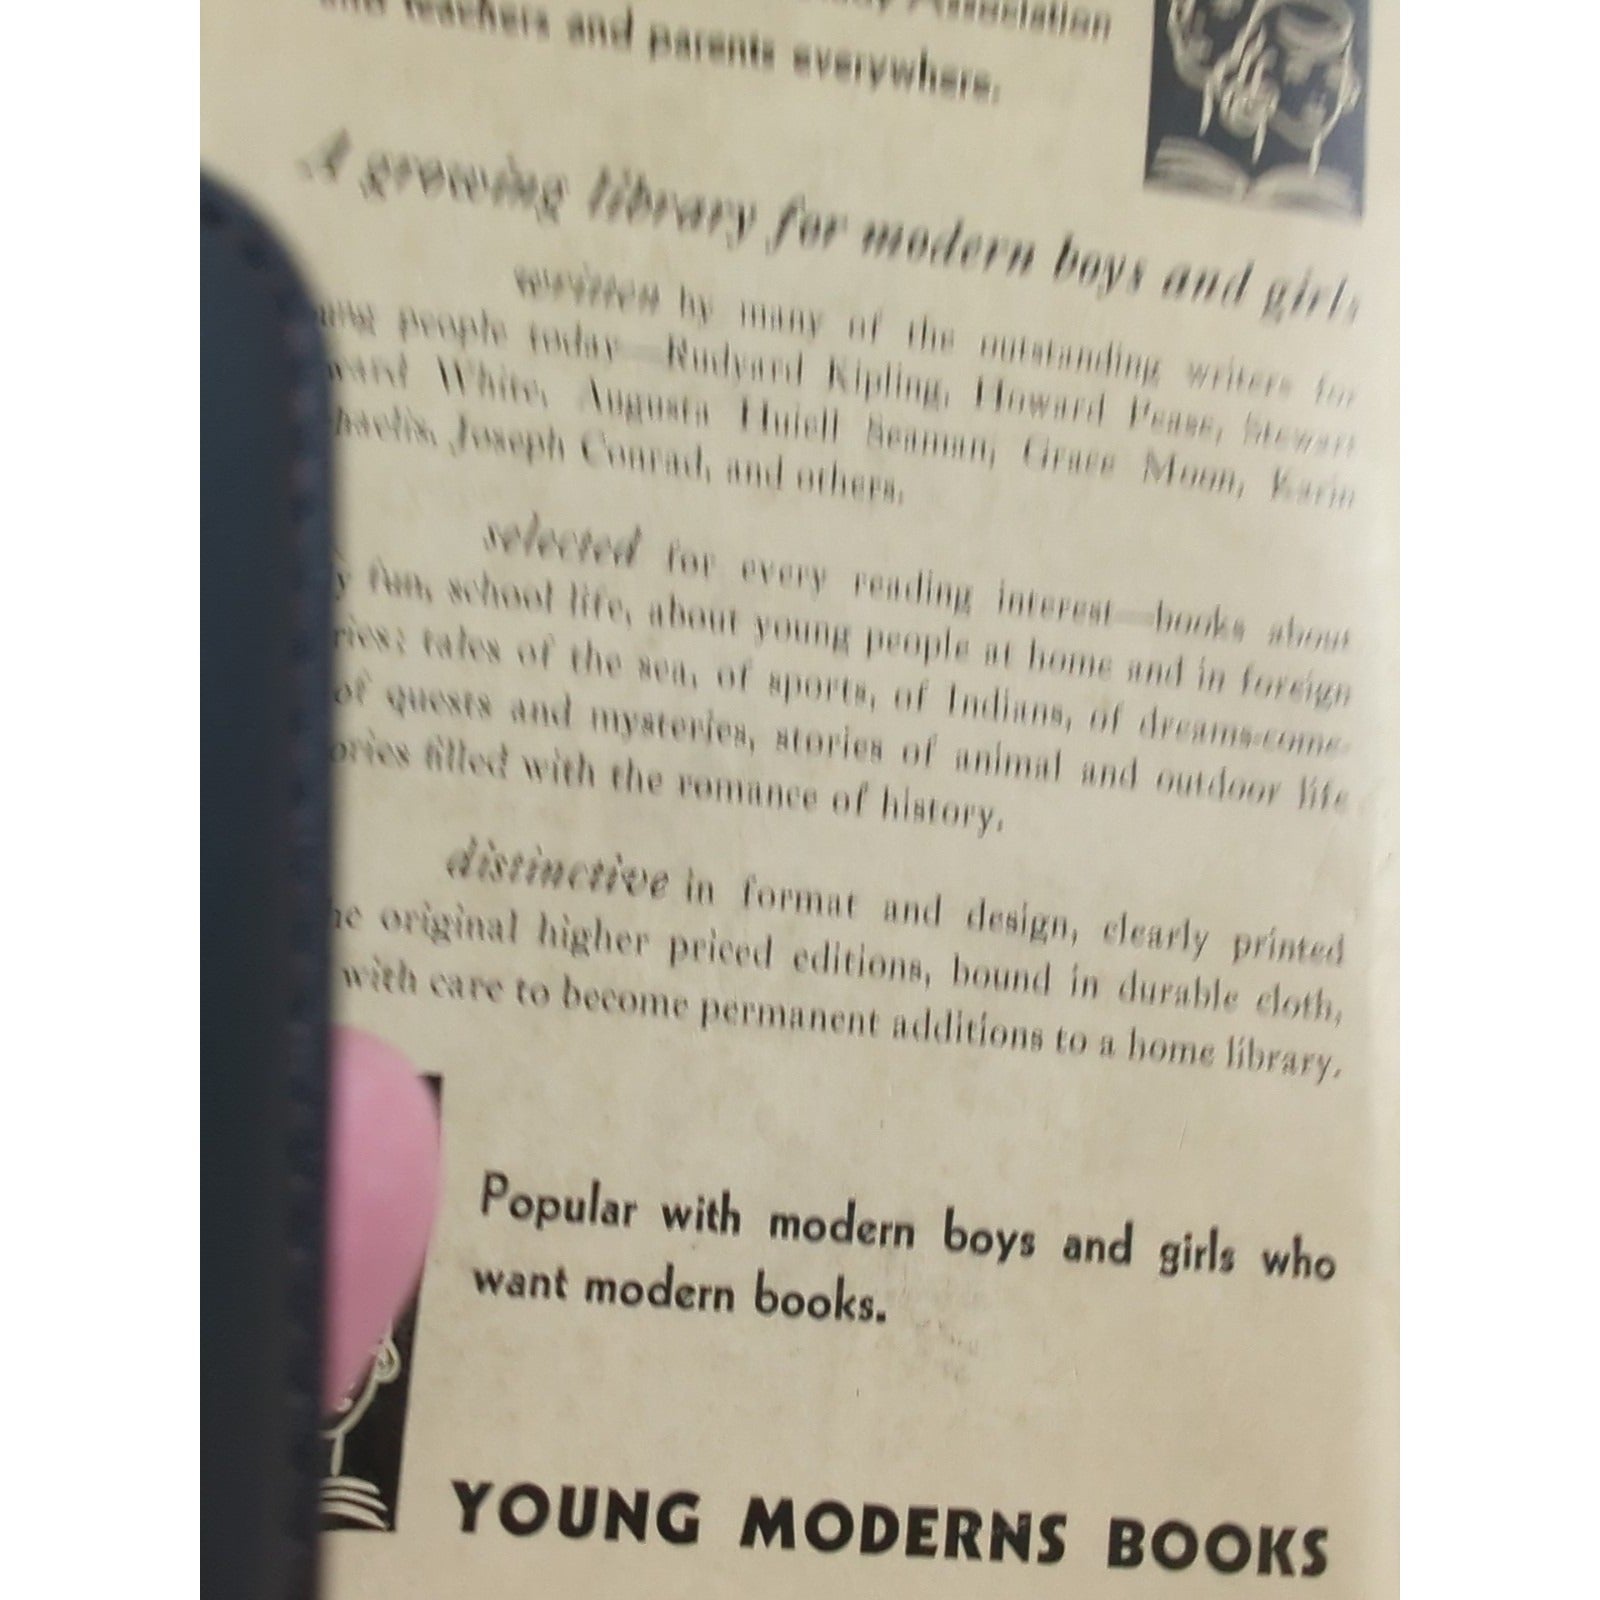 Association
teachers and parents everywhere.
A growing library for modern boys and girls
written by many of the outstanding writers for
people today—Rudyard Kipling, Howard Pease, Stewart
White, Augusta Huiell Seaman, Grace Moon, Karin
Joseph Conrad, and others.
selected for every reading interest—books about
y fun, school life, about young people at home and in foreign
ries; tales of the sea, of sports, of Indians, of dreams-come-
of quests and mysteries, stories of animal and outdoor life
ories filled with the romance of history.
distinctive in format and design, clearly printed
original higher priced editions, bound in durable cloth,
with care to become permanent additions to a home library.
Popular with modern boys and girls who
want modern books.
YOUNG MODERNS BOOKS